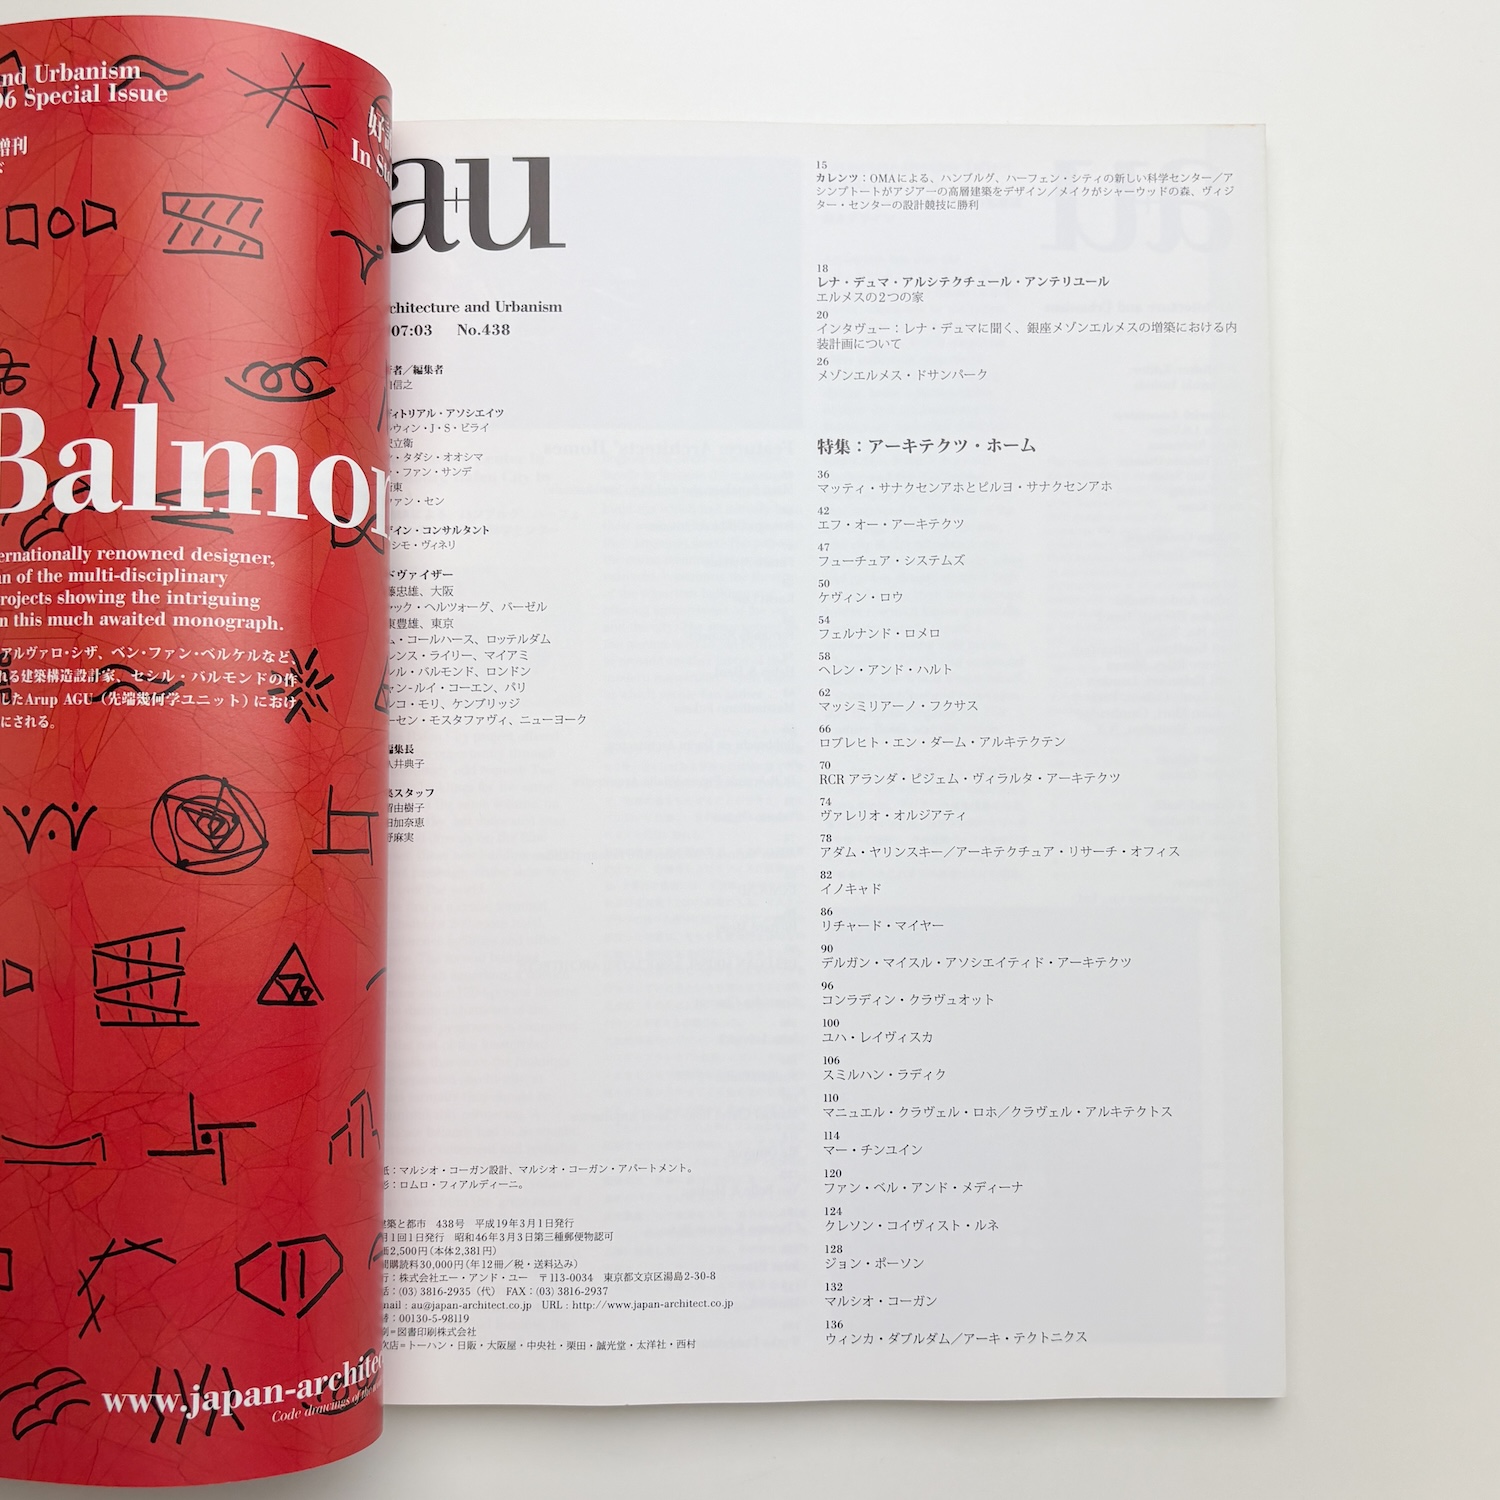 nd Urbanism
06 Special Issue
増刊
In Sto
Balmon
ernationally renowned designer,
n of the multi-disciplinary
rojects showing the intriguing
n this much awaited monograph.
アルヴァロ・シザ、ベン・ファン・ベルケルなど、
れる建築構造設計家、セシル・バルモンドの作
したArup AGU（先端幾何学ユニット）におけ
にされる。
www.japan-archite
Code drawings of the
a+u
chitecture and Urbanism
07:03 No.438
者／編集者
信之
ィトリアル・アソシエイツ
ウィン・J・S・ピライ
立衛
・タダシ・オオシマ
・ファン・サンデ
東
ァン・セン
イン・コンサルタント
シモ・ヴィネリ
ドヴァイザー
藤忠雄、大阪
ック・ヘルツォーグ、バーゼル
東豊雄、東京
ム・コールハース、ロッテルダム
レンス・ライリー、マイアミ
シル・バルモンド、ロンドン
ャン-ルイ・コーエン、パリ
シコ・モリ、ケンブリッジ
ーセン・モスタファヴィ、ニューヨーク
編集長
井典子
スタッフ
由樹子
田加奈恵
野麻実
紙：マルシオ・コーガン設計、マルシオ・コーガン・アパートメント。
影：ロムロ・フィアルディーニ。
建築と都市 438号 平成19年3月1日発行
月1回1日発行 昭和46年3月3日第三種郵便物認可
価2,500円（本体2,381円）
間購読料30,000円（年12冊／税・送料込み）
行：株式会社エー・アンド・ユー 〒113-0034 東京都文京区湯島2-30-8
話：(03) 3816-2935（代） FAX：(03) 3816-2937
mail : au@japan-architect.co.jp URL : http://www.japan-architect.co.jp
替：00130-5-98119
刷＝図書印刷株式会社
次店＝トーハン・日販・大阪屋・中央社・栗田・誠光堂・太洋社・西村
15
カレンツ：OMAによる、ハンブルグ、ハーフェン・シティの新しい科学センター／ア
シンプトートがアジア一の高層建築をデザイン／メイクがシャーウッドの森、ヴィジ
ター・センターの設計競技に勝利
18
レナ・デュマ・アルシテクチュール・アンテリユール
エルメスの2つの家
20
インタヴュー：レナ・デュマに聞く、銀座メゾンエルメスの増築における内
装計画について
26
メゾンエルメス・ドサンパーク
特集：アーキテクツ・ホーム
36
マッティ・サナクセンアホとピルヨ・サナクセンアホ
42
エフ・オー・アーキテクツ
47
フューチュア・システムズ
50
ケヴィン・ロウ
54
フェルナンド・ロメロ
58
ヘレン・アンド・ハルト
62
マッシミリアーノ・フクサス
66
ロブレヒト・エン・ダーム・アルキテクテン
70
RCR アランダ・ピジェム・ヴィラルタ・アーキテクツ
74
ヴァレリオ・オルジアティ
78
アダム・ヤリンスキー／アーキテクチュア・リサーチ・オフィス
82
イノキャド
86
リチャード・マイヤー
90
デルガン・マイスル・アソシエイティド・アーキテクツ
96
コンラディン・クラヴュオット
100
ユハ・レイヴィスカ
106
スミルハン・ラディク
110
マニュエル・クラヴェル・ロホ／クラヴェル・アルキテクトス
114
マー・チンユイン
120
ファン・ベル・アンド・メディーナ
124
クレソン・コイヴィスト・ルネ
128
ジョン・ポーソン
132
マルシオ・コーガン
136
ウィンカ・ダブルダム／アーキ・テクトニクス